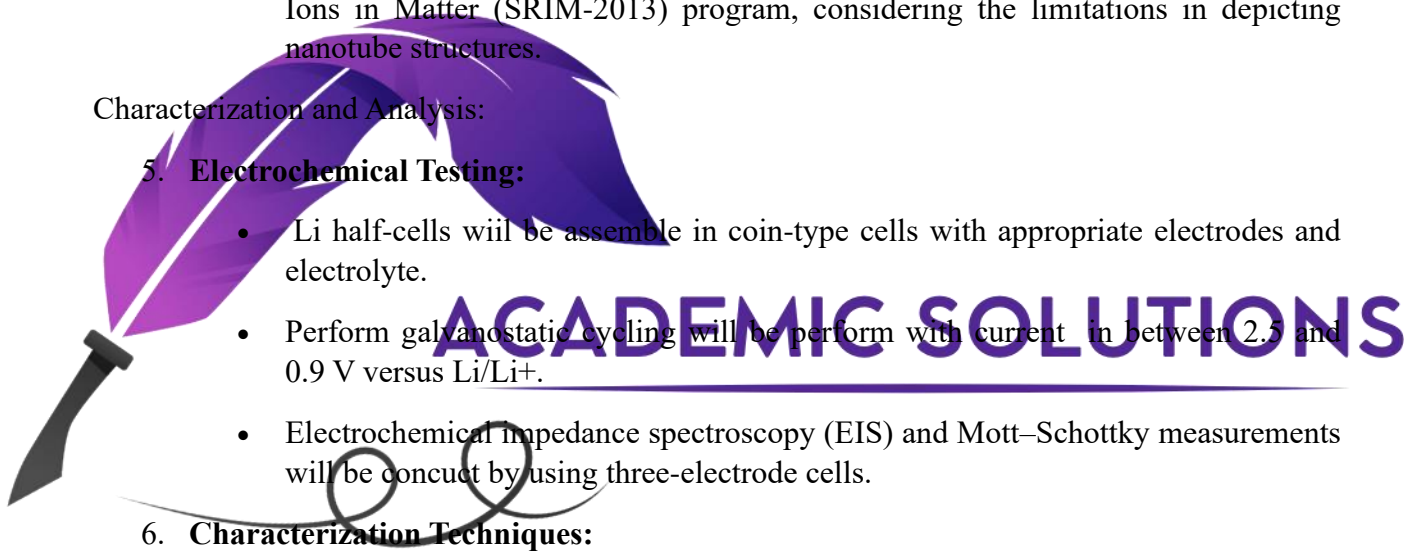 Ions in Matter (SRIM-2013) program, considering the limitations in depicting
nanotube structures.
Characterization and Analysis:
5. Electrochemical Testing:
• Li half-cells wiil be assemble in coin-type cells with appropriate electrodes and
electrolyte.
ACADEMIC SOLUTIONS
• Perform galvanostatic cycling will be perform with current in between 2.5 and
0.9 V versus Li/Li+.
• Electrochemical impedance spectroscopy (EIS) and Mott–Schottky measurements
will be concuct by using three-electrode cells.
6. Characterization Techniques: